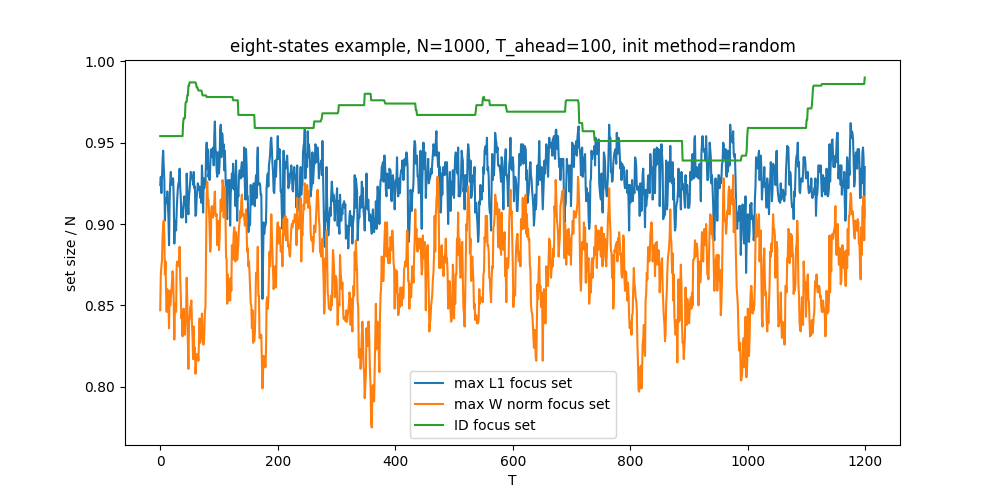 eight-states example, N=1000, T_ahead=100, init method=random
1.00
0.95
0.90
0.85
0.80
set size / N
max L1 focus set
max W norm focus set
ID focus set
0 200 400 600 800 1000 1200
T